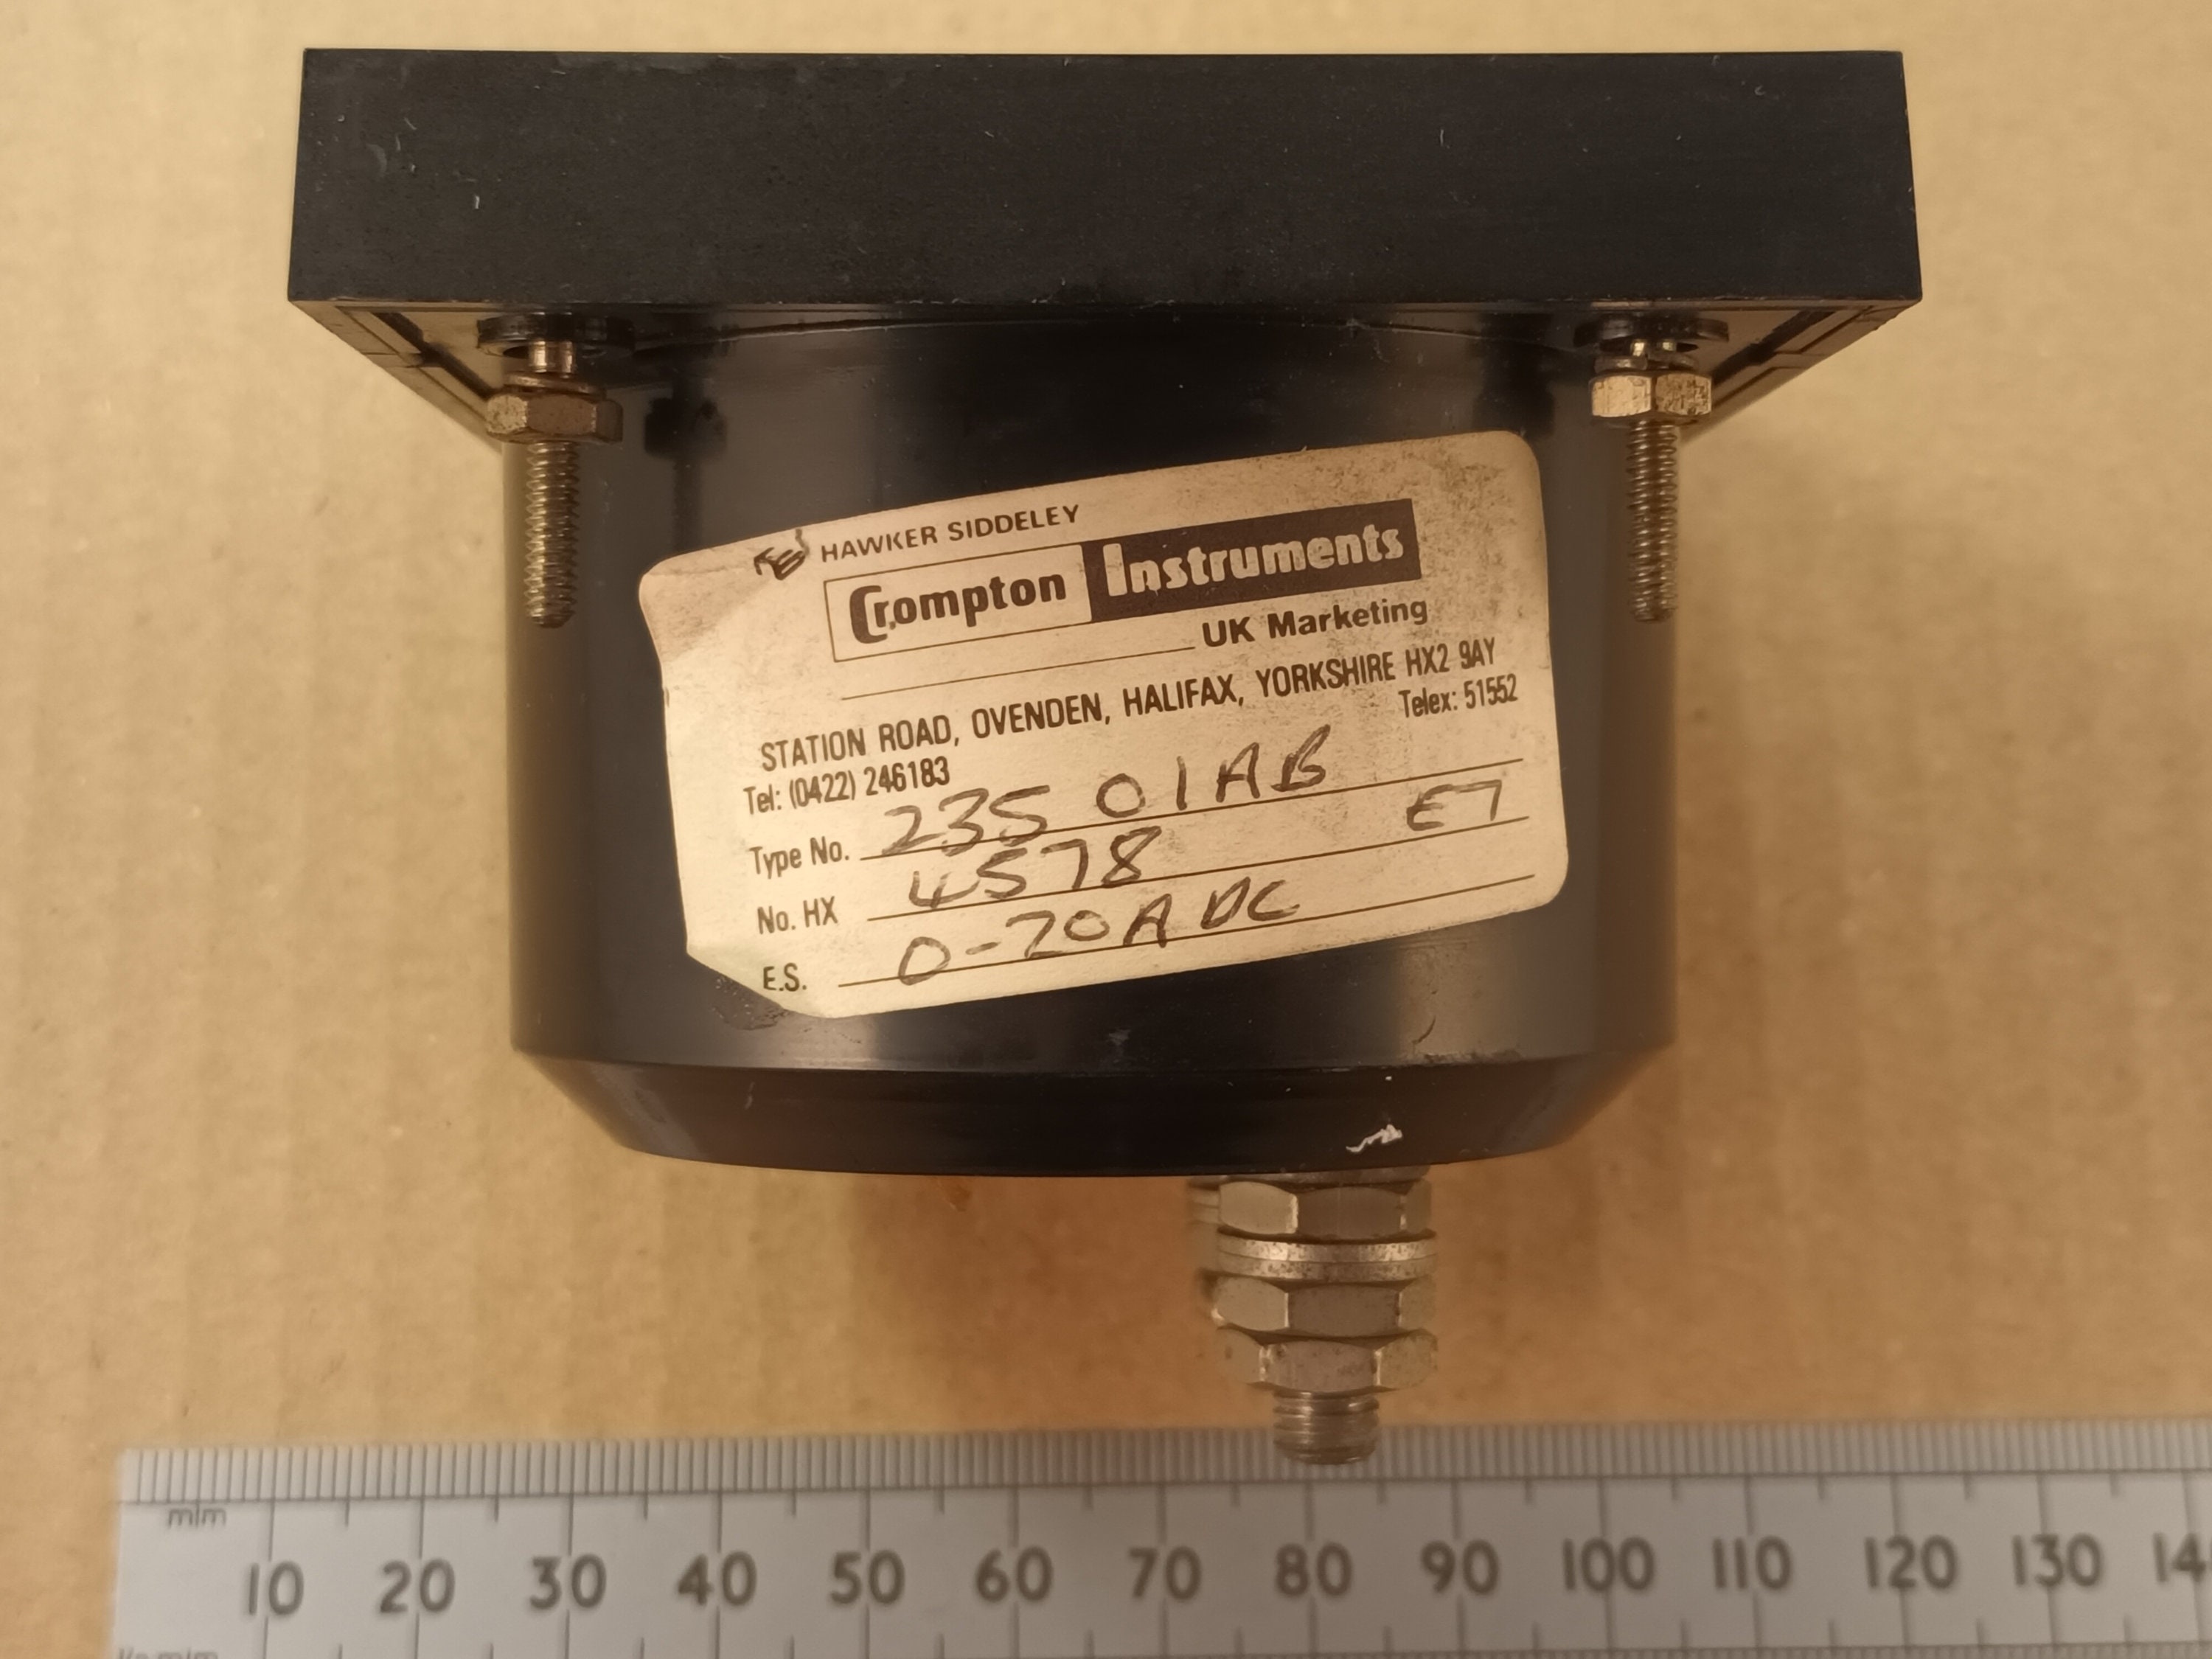 HAWKER SIDDELEY
Crompton Instruments
UK Marketing
STATION ROAD, OVENDEN, HALIFAX, YORKSHIRE HX2 9AY
Tel: (0422) 246183 Telex: 51552
Type No. 235 01AB
No. HX 4578 E7
E.S. 0-20A DC
m/m
10 20 30 40 50 60 70 80 90 100 110 120 130 14